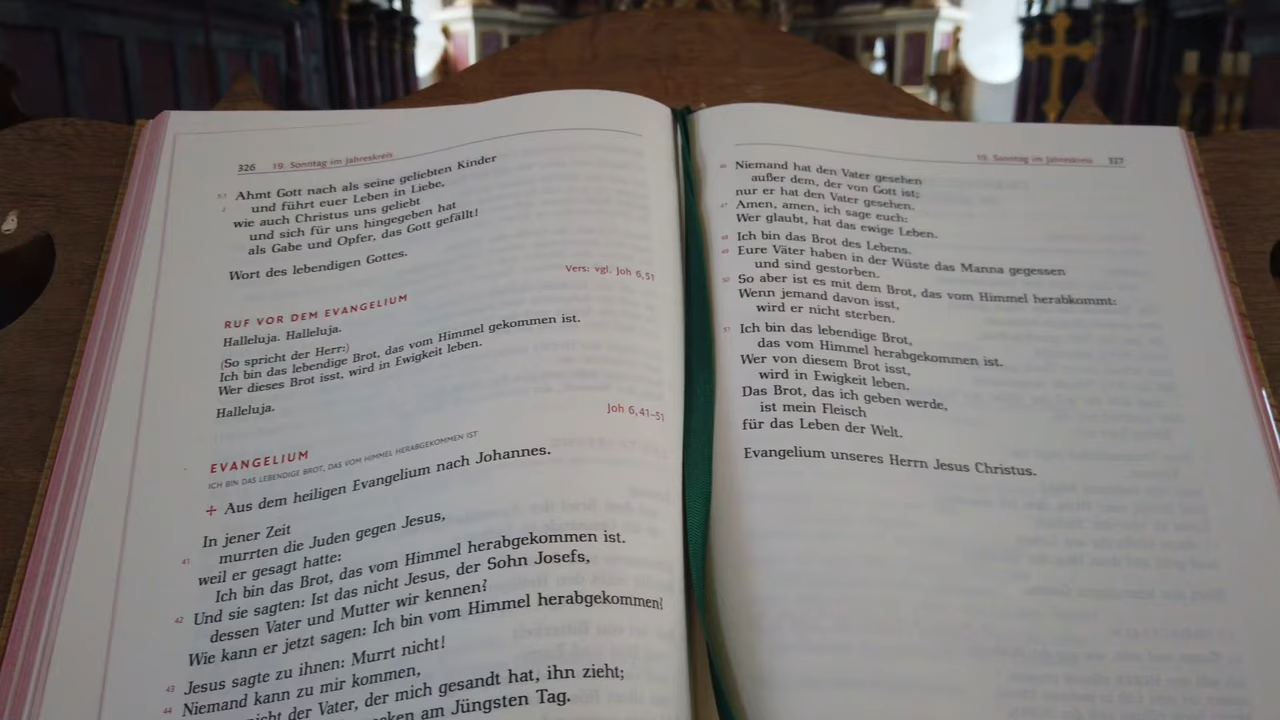 326 19. Sonntag im Jahreskreis
5,1 Ahmt Gott nach als seine geliebten Kinder
2 und führt euer Leben in Liebe,
wie auch Christus uns geliebt
und sich für uns hingegeben hat
als Gabe und Opfer, das Gott gefällt!
Wort des lebendigen Gottes.
Vers: vgl. Joh 6,51
RUF VOR DEM EVANGELIUM
Halleluja. Halleluja.
(So spricht der Herr:)
Ich bin das lebendige Brot, das vom Himmel gekommen ist.
Wer dieses Brot isst, wird in Ewigkeit leben.
Halleluja.
Joh 6,41–51
EVANGELIUM
ICH BIN DAS LEBENDIGE BROT, DAS VOM HIMMEL HERABGEKOMMEN IST
+ Aus dem heiligen Evangelium nach Johannes.
In jener Zeit
41 murrten die Juden gegen Jesus,
weil er gesagt hatte:
Ich bin das Brot, das vom Himmel herabgekommen ist.
42 Und sie sagten: Ist das nicht Jesus, der Sohn Josefs,
dessen Vater und Mutter wir kennen?
Wie kann er jetzt sagen: Ich bin vom Himmel herabgekommen?
43 Jesus sagte zu ihnen: Murrt nicht!
44 Niemand kann zu mir kommen,
nicht der Vater, der mich gesandt hat, ihn zieht;
am Jüngsten Tag.
19. Sonntag im Jahreskreis 327
46 Niemand hat den Vater gesehen
außer dem, der von Gott ist;
nur er hat den Vater gesehen.
47 Amen, amen, ich sage euch:
Wer glaubt, hat das ewige Leben.
48 Ich bin das Brot des Lebens.
49 Eure Väter haben in der Wüste das Manna gegessen
und sind gestorben.
50 So aber ist es mit dem Brot, das vom Himmel herabkommt:
Wenn jemand davon isst,
wird er nicht sterben.
51 Ich bin das lebendige Brot,
das vom Himmel herabgekommen ist.
Wer von diesem Brot isst,
wird in Ewigkeit leben.
Das Brot, das ich geben werde,
ist mein Fleisch
für das Leben der Welt.
Evangelium unseres Herrn Jesus Christus.